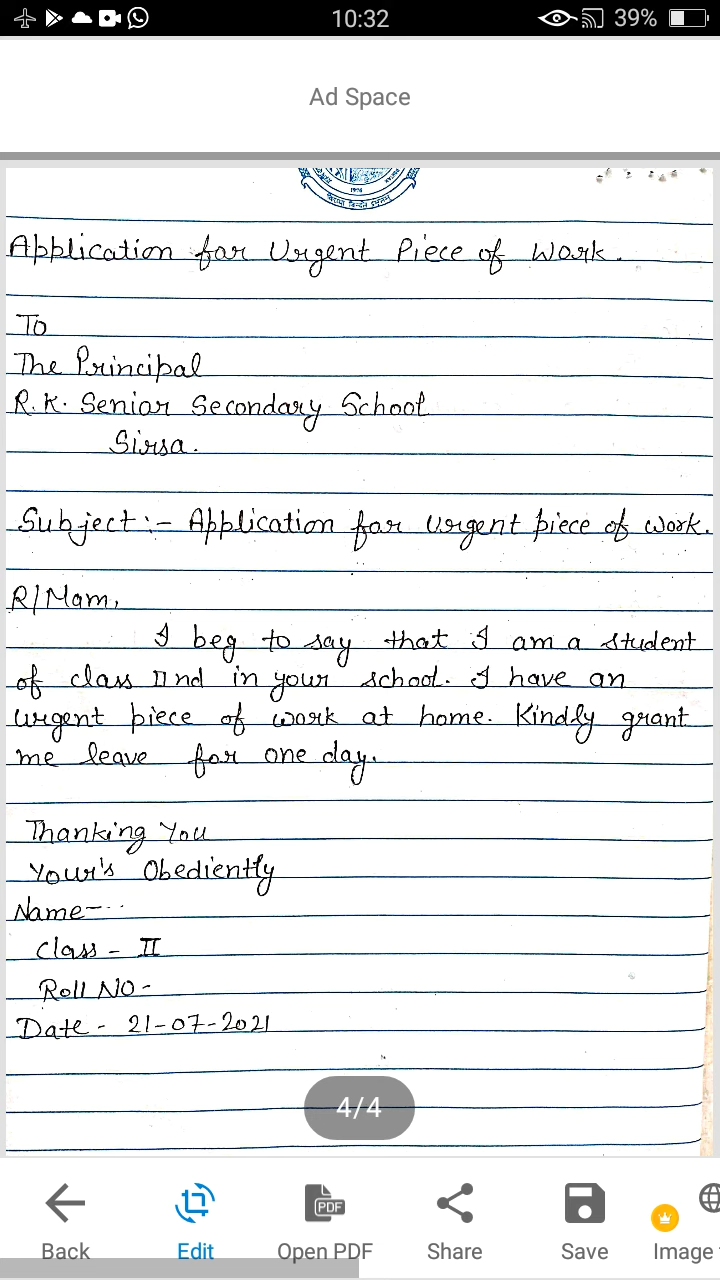 10:32
39%
Ad Space
Application for Urgent Piece of Work.
To
The Principal
R.K. Senior Secondary School
Sirsa.
Subject:- Application for urgent piece of work.
R/Mam,
I beg to say that I am a student
of class IInd in your school. I have an
urgent piece of work at home. Kindly grant
me leave for one day.
Thanking You
Your's Obediently
Name-..
Class - II
Roll NO-
Date - 21-07-2021
4/4
PDF
Back Edit Open PDF Share Save Image